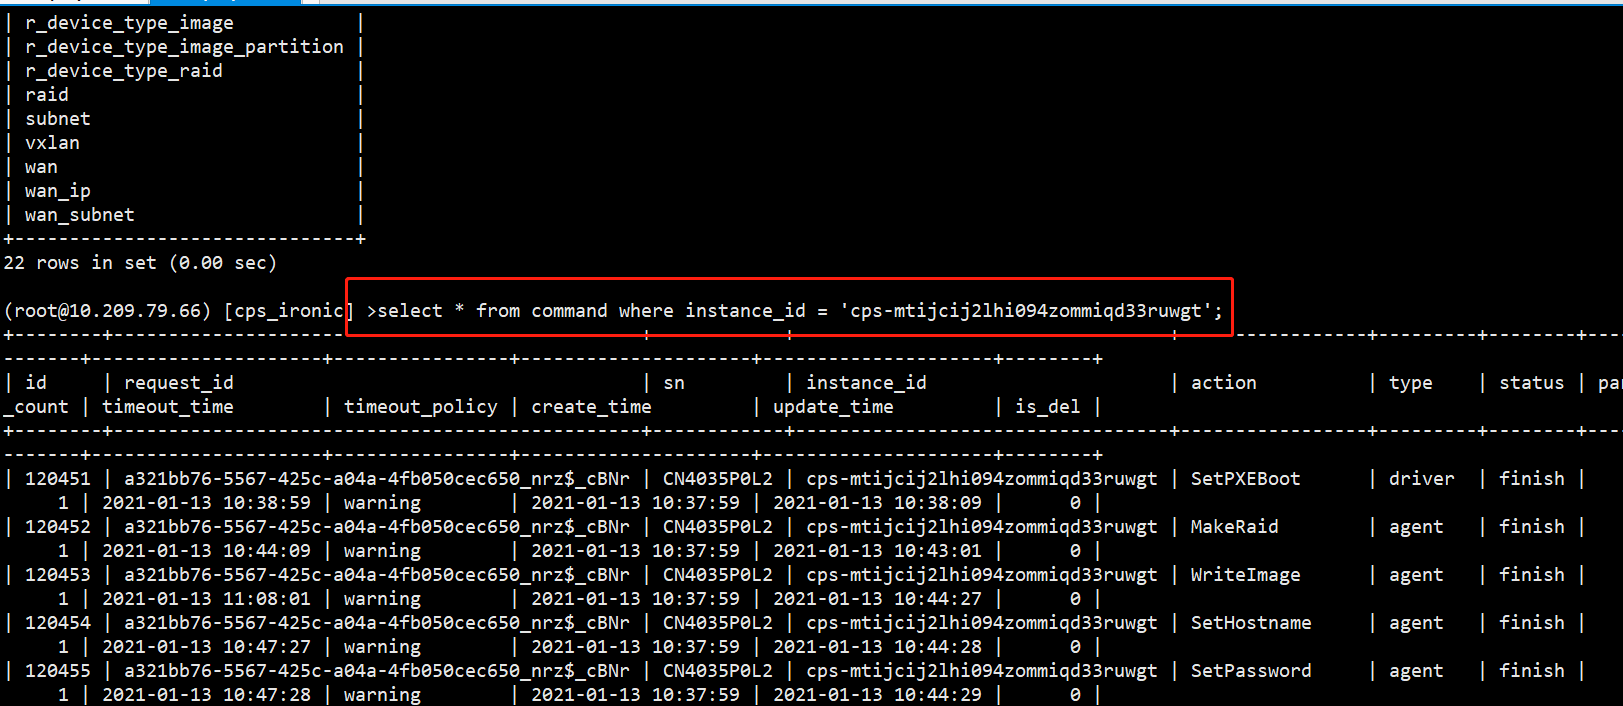 | r_device_type_image           |
| r_device_type_image_partition |
| r_device_type_raid            |
| raid                          |
| subnet                        |
| vxlan                         |
| wan                           |
| wan_ip                        |
| wan_subnet                    |
+-------------------------------+
22 rows in set (0.00 sec)
(root@10.209.79.66) [cps_ironic] >select * from command where instance_id = 'cps-mtijcij2lhi094zommiqd33ruwgt';
| id     | request_id                                     | sn         | instance_id                      | action          | type    | status |
_count | timeout_time        | timeout_policy | create_time         | update_time         | is_del |
| 120451 | a321bb76-5567-425c-a04a-4fb050cec650_nrz$_cBNr | CN4035P0L2 | cps-mtijcij2lhi094zommiqd33ruwgt | SetPXEBoot      | driver  | finish |
1 | 2021-01-13 10:38:59 | warning        | 2021-01-13 10:37:59 | 2021-01-13 10:38:09 |      0 |
| 120452 | a321bb76-5567-425c-a04a-4fb050cec650_nrz$_cBNr | CN4035P0L2 | cps-mtijcij2lhi094zommiqd33ruwgt | MakeRaid        | agent   | finish |
1 | 2021-01-13 10:44:09 | warning        | 2021-01-13 10:37:59 | 2021-01-13 10:43:01 |      0 |
| 120453 | a321bb76-5567-425c-a04a-4fb050cec650_nrz$_cBNr | CN4035P0L2 | cps-mtijcij2lhi094zommiqd33ruwgt | WriteImage      | agent   | finish |
1 | 2021-01-13 11:08:01 | warning        | 2021-01-13 10:37:59 | 2021-01-13 10:44:27 |      0 |
| 120454 | a321bb76-5567-425c-a04a-4fb050cec650_nrz$_cBNr | CN4035P0L2 | cps-mtijcij2lhi094zommiqd33ruwgt | SetHostname     | agent   | finish |
1 | 2021-01-13 10:47:27 | warning        | 2021-01-13 10:37:59 | 2021-01-13 10:44:28 |      0 |
| 120455 | a321bb76-5567-425c-a04a-4fb050cec650_nrz$_cBNr | CN4035P0L2 | cps-mtijcij2lhi094zommiqd33ruwgt | SetPassword     | agent   | finish |
1 | 2021-01-13 10:47:28 | warning        | 2021-01-13 10:37:59 | 2021-01-13 10:44:29 |      0 |